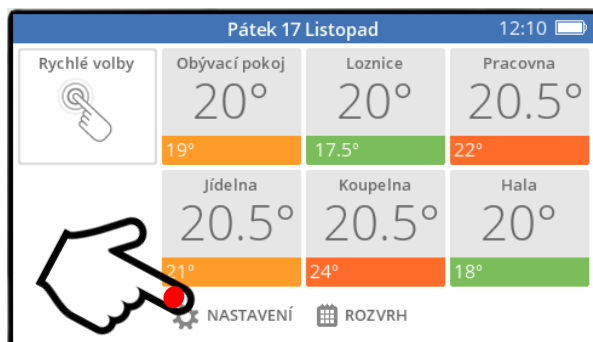 Pátek 17 Listopad 12:10
Rychlé volby
Obývací pokoj
20°
19°
Loznice
20°
17.5°
Pracovna
20.5°
22°
Jídelna
20.5°
21°
Koupelna
20.5°
24°
Hala
20°
18°
NASTAVENÍ ROZVRH